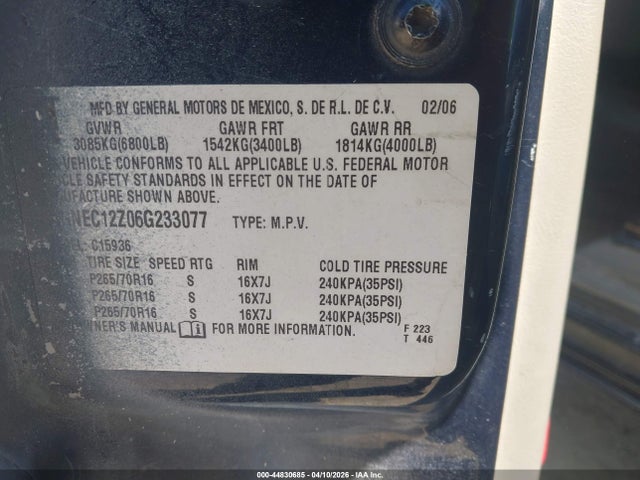 MFD BY GENERAL MOTORS DE MEXICO, S. DE R.L. DE C.V. 02/06
GVWR GAWR FRT GAWR RR
3085KG(6800LB) 1542KG(3400LB) 1814KG(4000LB)
VEHICLE CONFORMS TO ALL APPLICABLE U.S. FEDERAL MOTOR
CLE SAFETY STANDARDS IN EFFECT ON THE DATE OF
UFACTURE SHOWN ABOVE.
NEC12Z06G233077 TYPE: M.P.V.
EL: C15936
TIRE SIZE SPEED RTG RIM COLD TIRE PRESSURE
P265/70R16 S 16X7J 240KPA(35PSI)
P265/70R16 S 16X7J 240KPA(35PSI)
P265/70R16 S 16X7J 240KPA(35PSI)
NER'S MANUAL FOR MORE INFORMATION.
F 223
T 446
000-44830685 - 04/10/2026 - IAAI.COM